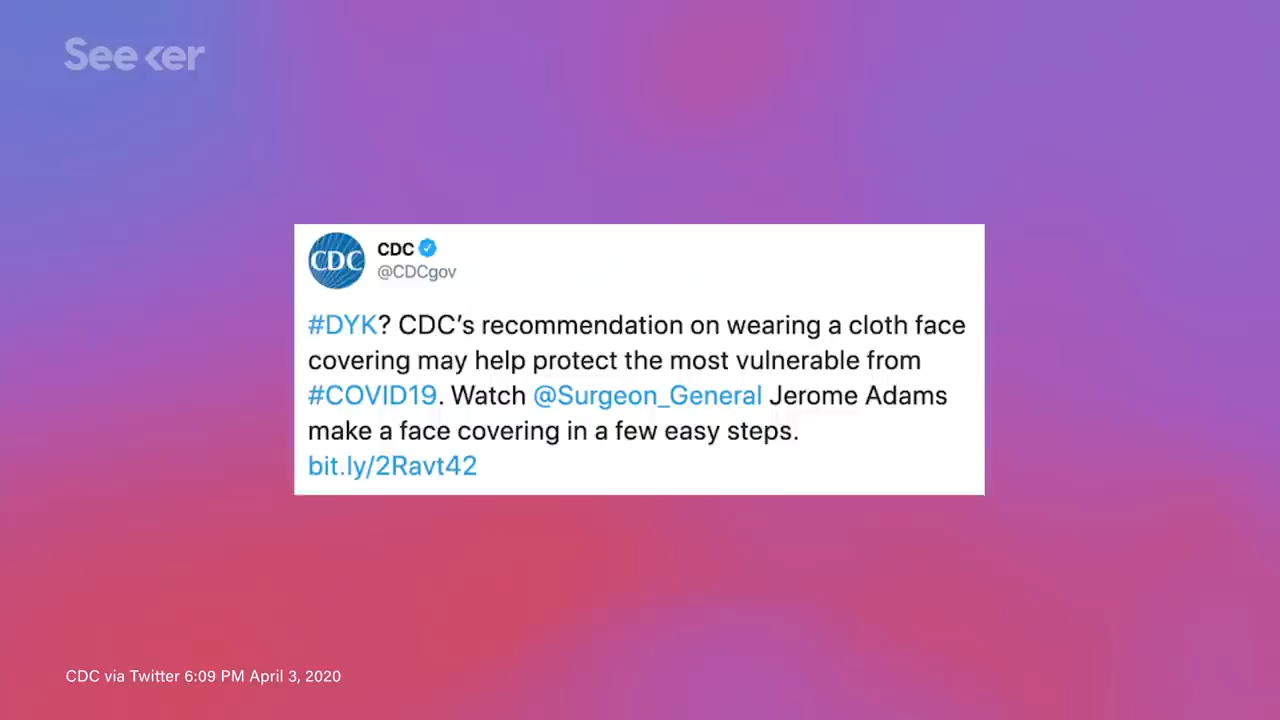 Seeker
CDC
CDC
@CDCgov
#DYK? CDC’s recommendation on wearing a cloth face
covering may help protect the most vulnerable from
#COVID19. Watch @Surgeon_General Jerome Adams
make a face covering in a few easy steps.
bit.ly/2Ravt42
CDC via Twitter 6:09 PM April 3, 2020